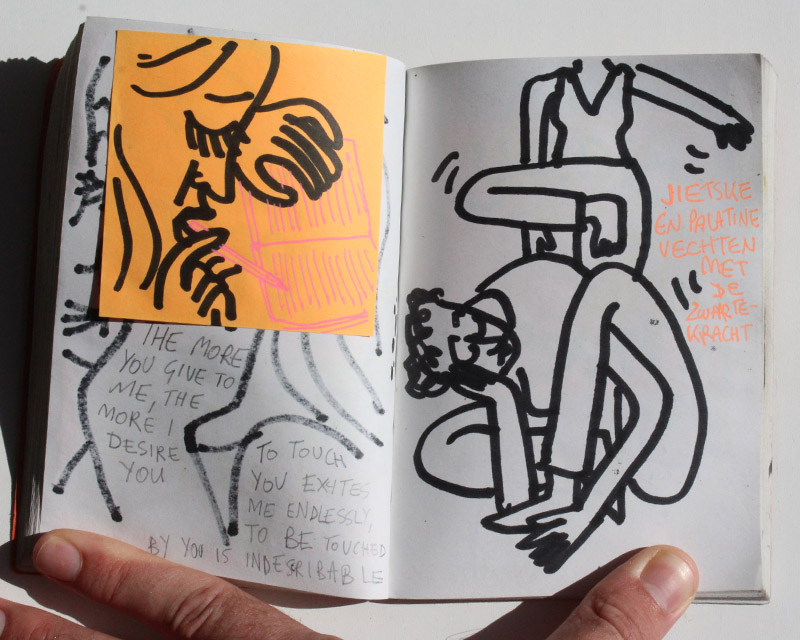 THE MORE
YOU GIVE TO
ME, THE
MORE I
DESIRE
YOU
TO TOUCH
YOU EXITES
ME ENDLESSLY,
TO BE TOUCHED
BY YOU IS INDESRIBABLE
JIETSKE
EN PALATINE
VECHTEN
MET
DE
ZWARTE-
KRACHT